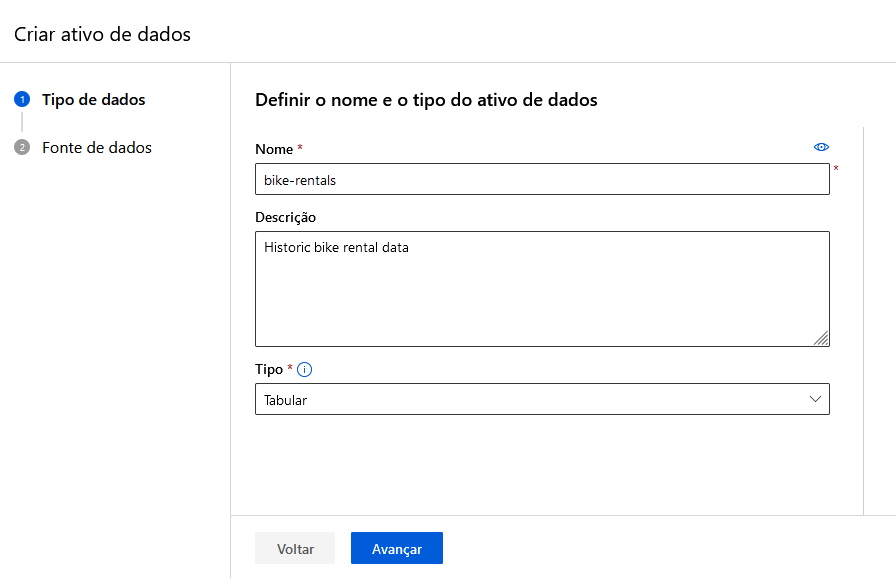 Criar ativo de dados
1 Tipo de dados
2 Fonte de dados
Definir o nome e o tipo do ativo de dados
Nome *
bike-rentals
*
Descrição
Historic bike rental data
Tipo * i
Tabular
Voltar Avançar